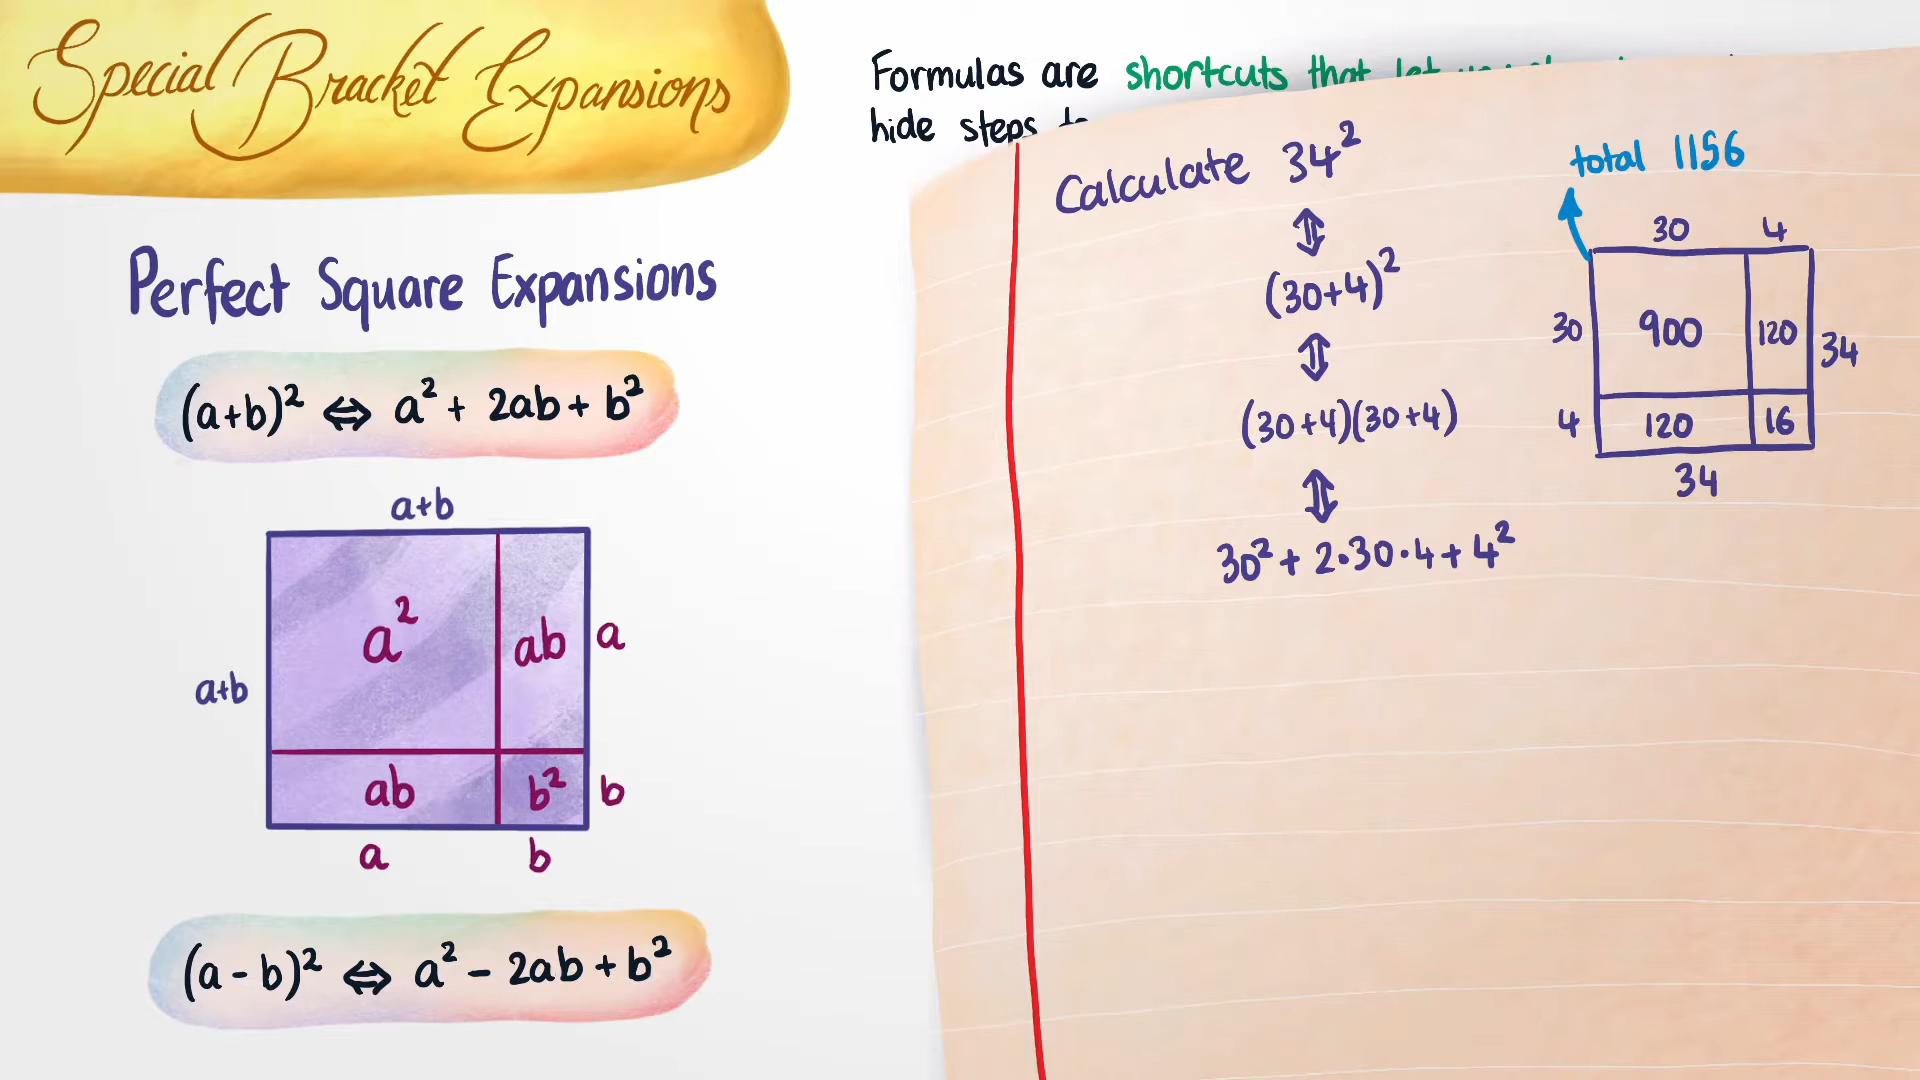 Special Bracket Expansions
Perfect Square Expansions
(a+b)² ⇔ a² + 2ab + b²
a+b
a+b
a²
ab
a
ab
b²
b
a
b
(a - b)² ⇔ a² - 2ab + b²
Formulas are shortcuts that let
hide steps
Calculate 34²
⇕
(30+4)²
⇕
(30+4)(30+4)
⇕
30² + 2·30·4 + 4²
total 1156
30
4
30
900
120
34
4
120
16
34